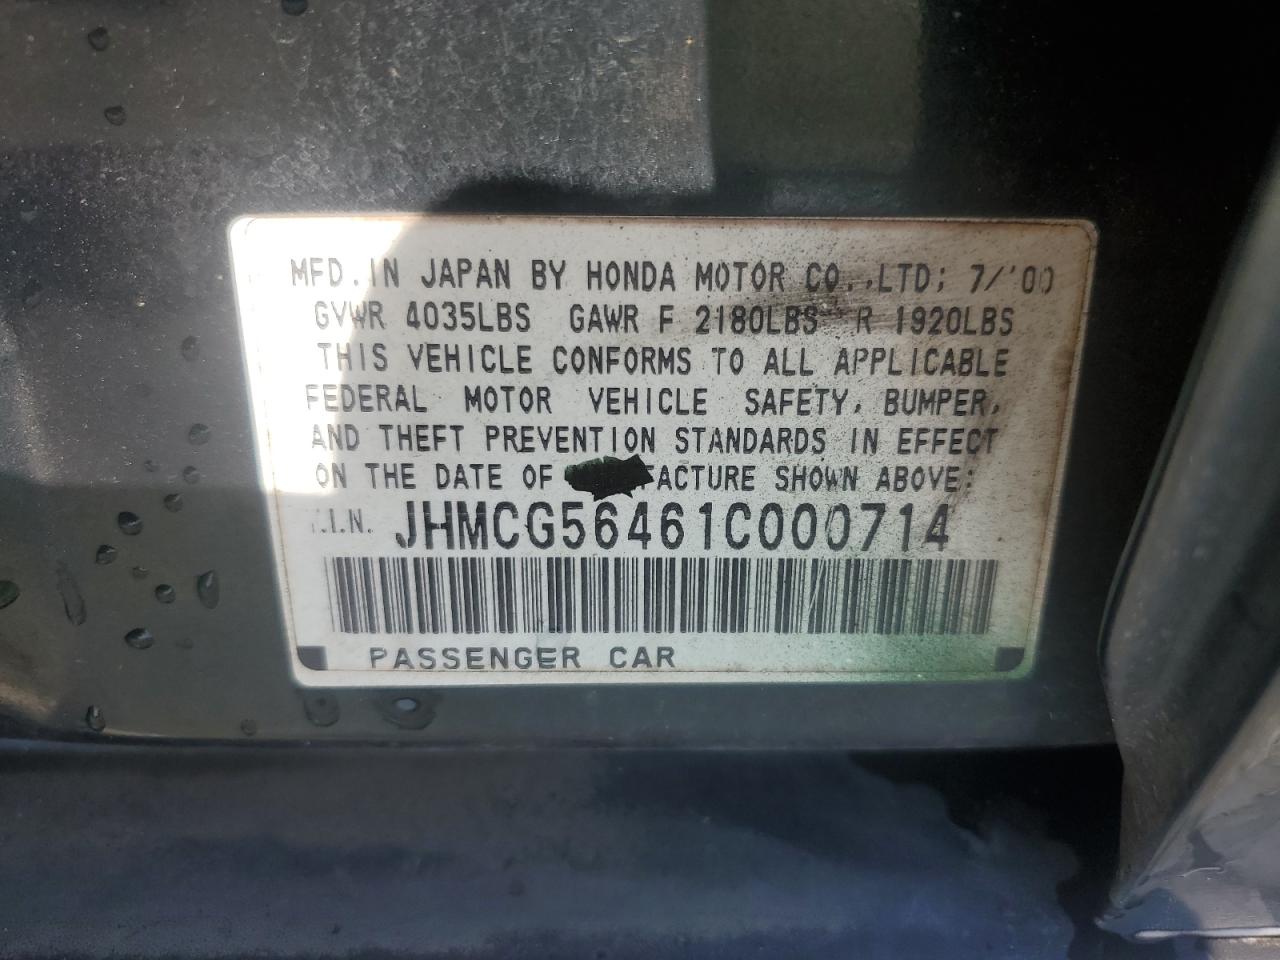 MFD. IN JAPAN BY HONDA MOTOR CO.,LTD; 7/'00
GVWR 4035LBS GAWR F 2180LBS R 1920LBS
THIS VEHICLE CONFORMS TO ALL APPLICABLE
FEDERAL MOTOR VEHICLE SAFETY, BUMPER,
AND THEFT PREVENTION STANDARDS IN EFFECT
ON THE DATE OF ACTURE SHOWN ABOVE:
V.I.N. JHMCG56461C000714
PASSENGER CAR